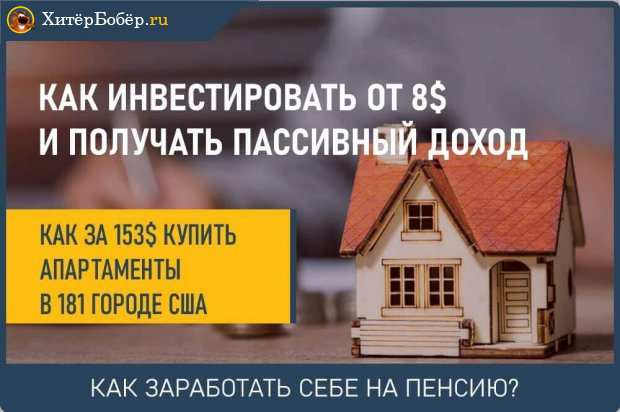 ХитёрБобёр.ru
КАК ИНВЕСТИРОВАТЬ ОТ 8$
И ПОЛУЧАТЬ ПАССИВНЫЙ ДОХОД
КАК ЗА 153$ КУПИТЬ
АПАРТАМЕНТЫ
В 181 ГОРОДЕ США
КАК ЗАРАБОТАТЬ СЕБЕ НА ПЕНСИЮ?